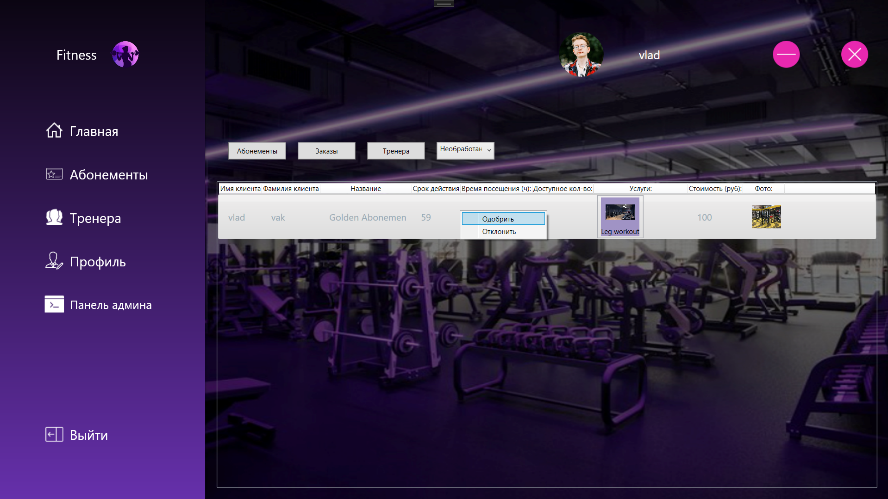 Fitness
vlad
Главная
Абонементы
Тренера
Профиль
Панель админа
Выйти
Абонементы
Заказы
Тренера
Необработан
Имя клиента Фамилия клиента Название Срок действия Время посещения (ч): Доступное кол-во: Услуги: Стоимость (руб): Фото:
vlad vak Golden Abonemen 59 100
Одобрить
Отклонить
Leg workout